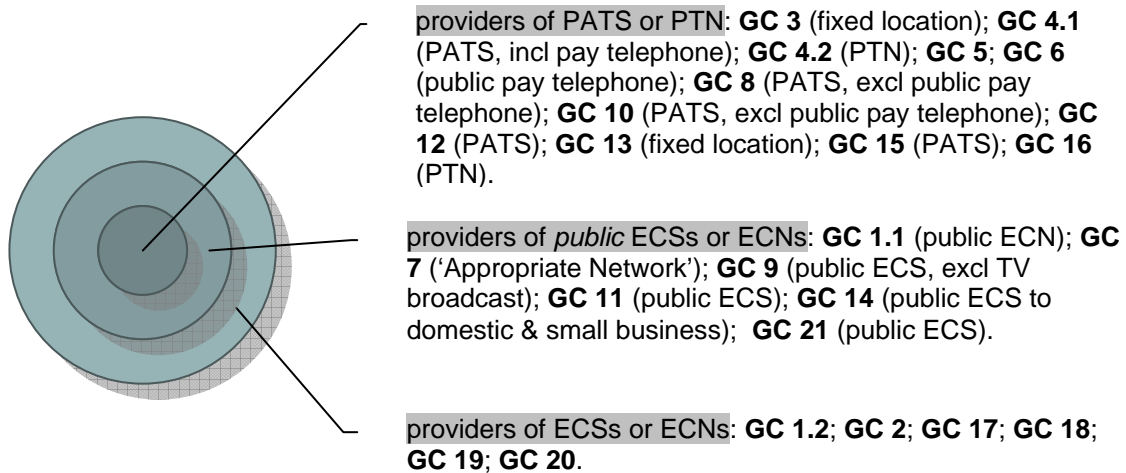 providers of PATS or PTN: GC 3 (fixed location); GC 4.1
(PATS, incl pay telephone); GC 4.2 (PTN); GC 5; GC 6
(public pay telephone); GC 8 (PATS, excl public pay
telephone); GC 10 (PATS, excl public pay telephone); GC
12 (PATS); GC 13 (fixed location); GC 15 (PATS); GC 16
(PTN).
providers of public ECSs or ECNs: GC 1.1 (public ECN); GC
7 (‘Appropriate Network’); GC 9 (public ECS, excl TV
broadcast); GC 11 (public ECS); GC 14 (public ECS to
domestic & small business); GC 21 (public ECS).
providers of ECSs or ECNs: GC 1.2; GC 2; GC 17; GC 18;
GC 19; GC 20.